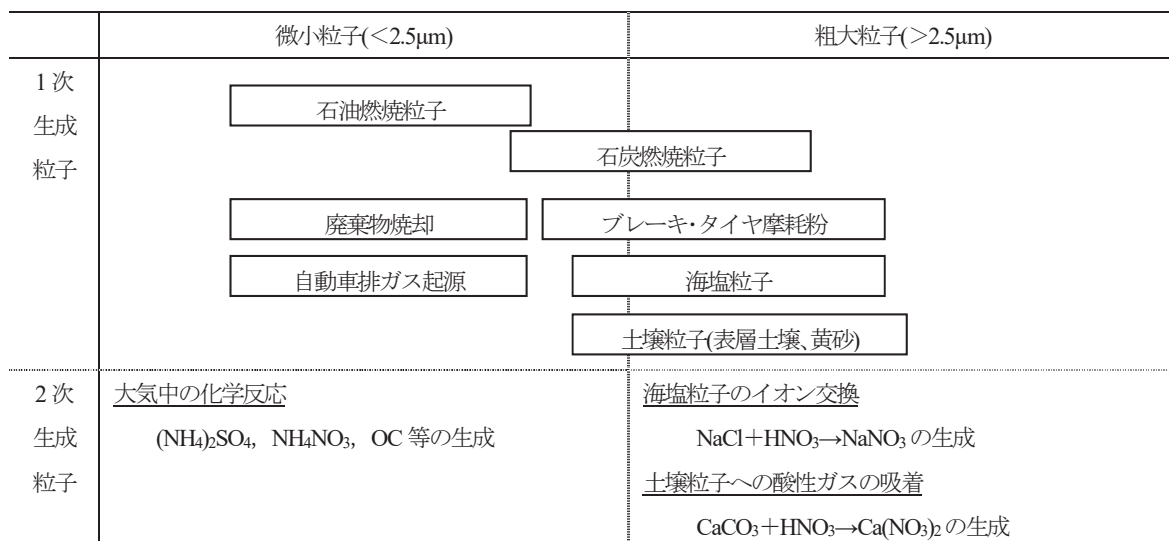 微小粒子(＜2.5μm)
粗大粒子(＞2.5μm)
1次
生成
粒子
石油燃焼粒子
石炭燃焼粒子
廃棄物焼却
ブレーキ・タイヤ摩耗粉
自動車排ガス起源
海塩粒子
土壌粒子(表層土壌、黄砂)
2次
生成
粒子
大気中の化学反応
(NH₄)₂SO₄, NH₄NO₃, OC 等の生成
海塩粒子のイオン交換
NaCl＋HNO₃→NaNO₃の生成
土壌粒子への酸性ガスの吸着
CaCO₃＋HNO₃→Ca(NO₃)₂の生成